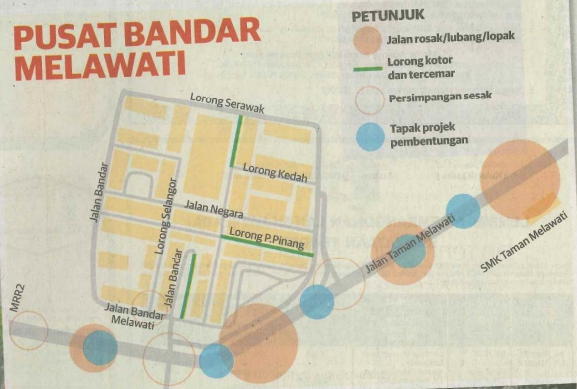 PUSAT BANDAR
MELAWATI
PETUNJUK
Jalan rosak/lubang/lopak
Lorong kotor
dan tercemar
Persimpangan sesak
Tapak projek
pembentungan
Lorong Serawak
Lorong Kedah
Jalan Bandar
Lorong Selangor
Jalan Negara
Lorong P.Pinang
Jalan Bandar
Jalan Taman Melawati
SMK Taman Melawati
MRR2
Jalan Bandar
Melawati